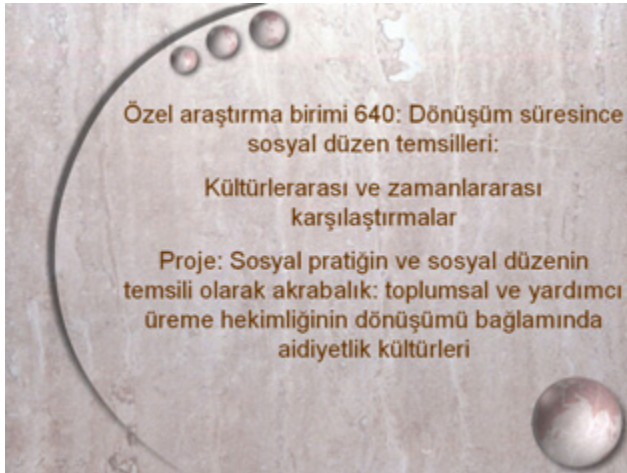 Özel araştırma birimi 640: Dönüşüm süresince
sosyal düzen temsilleri:
Kültürlerarası ve zamanlararası
karşılaştırmalar
Proje: Sosyal pratiğin ve sosyal düzenin
temsili olarak akrabalık: toplumsal ve yardımcı
üreme hekimliğinin dönüşümü bağlamında
aidiyetlik kültürleri